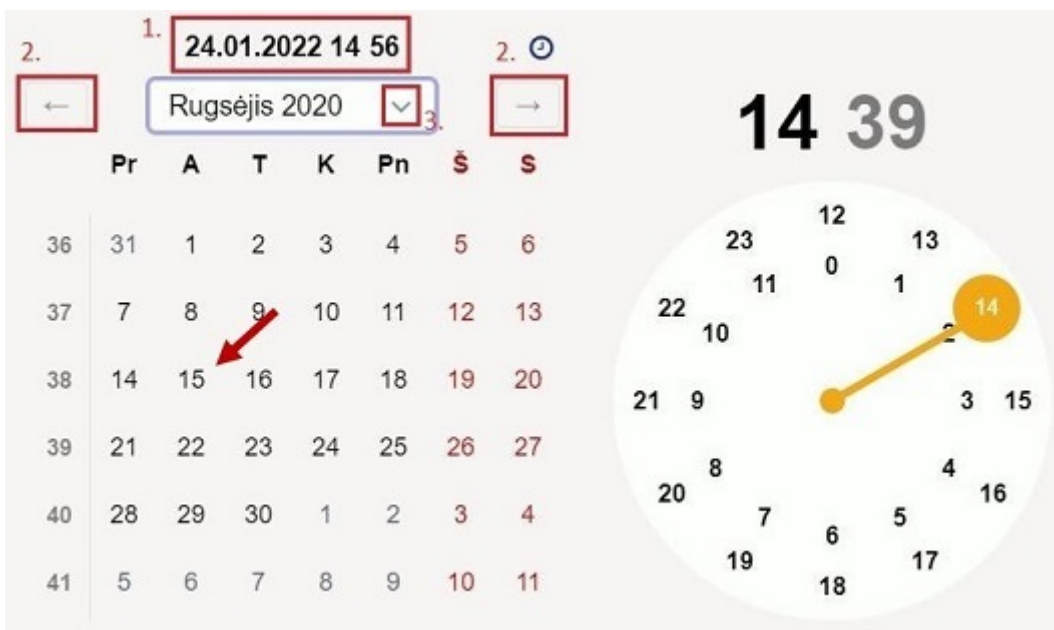 1.
24.01.2022 14 56
2.
2.
←
Rugsėjis 2020
3.
→
Pr A T K Pn Š S
36 31 1 2 3 4 5 6
37 7 8 9 10 11 12 13
38 14 15 16 17 18 19 20
39 21 22 23 24 25 26 27
40 28 29 30 1 2 3 4
41 5 6 7 8 9 10 11
14 39
12
23 13
0
11 1
22 14
10 2
21 9 3 15
8 4
20 16
7 5
6
19 17
18